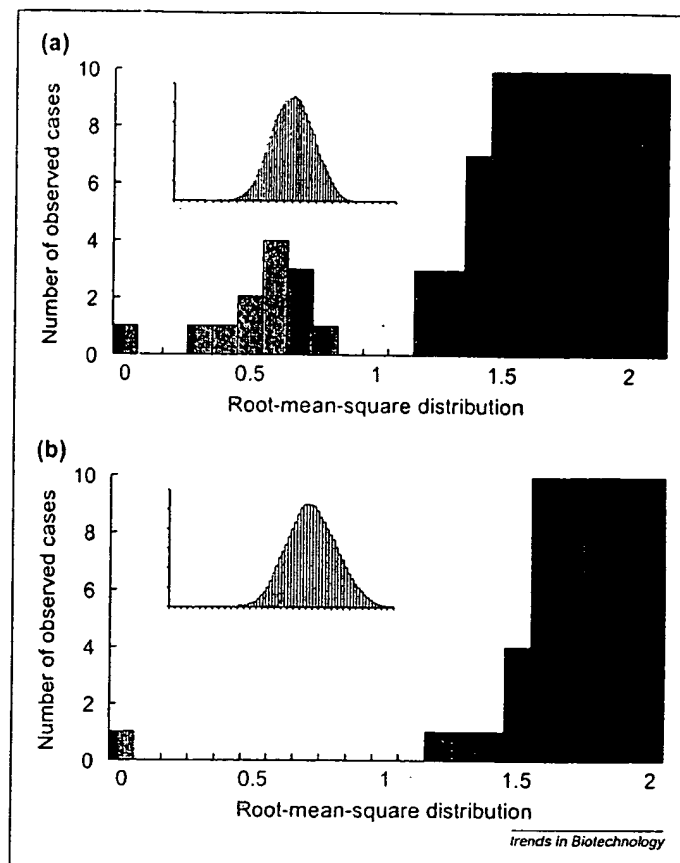 (a)
10
8
6
4
2
0
Number of observed cases
0 0.5 1 1.5 2
Root-mean-square distribution
(b)
10
8
6
4
2
0
Number of observed cases
0 0.5 1 1.5 2
Root-mean-square distribution
trends in Biotechnology